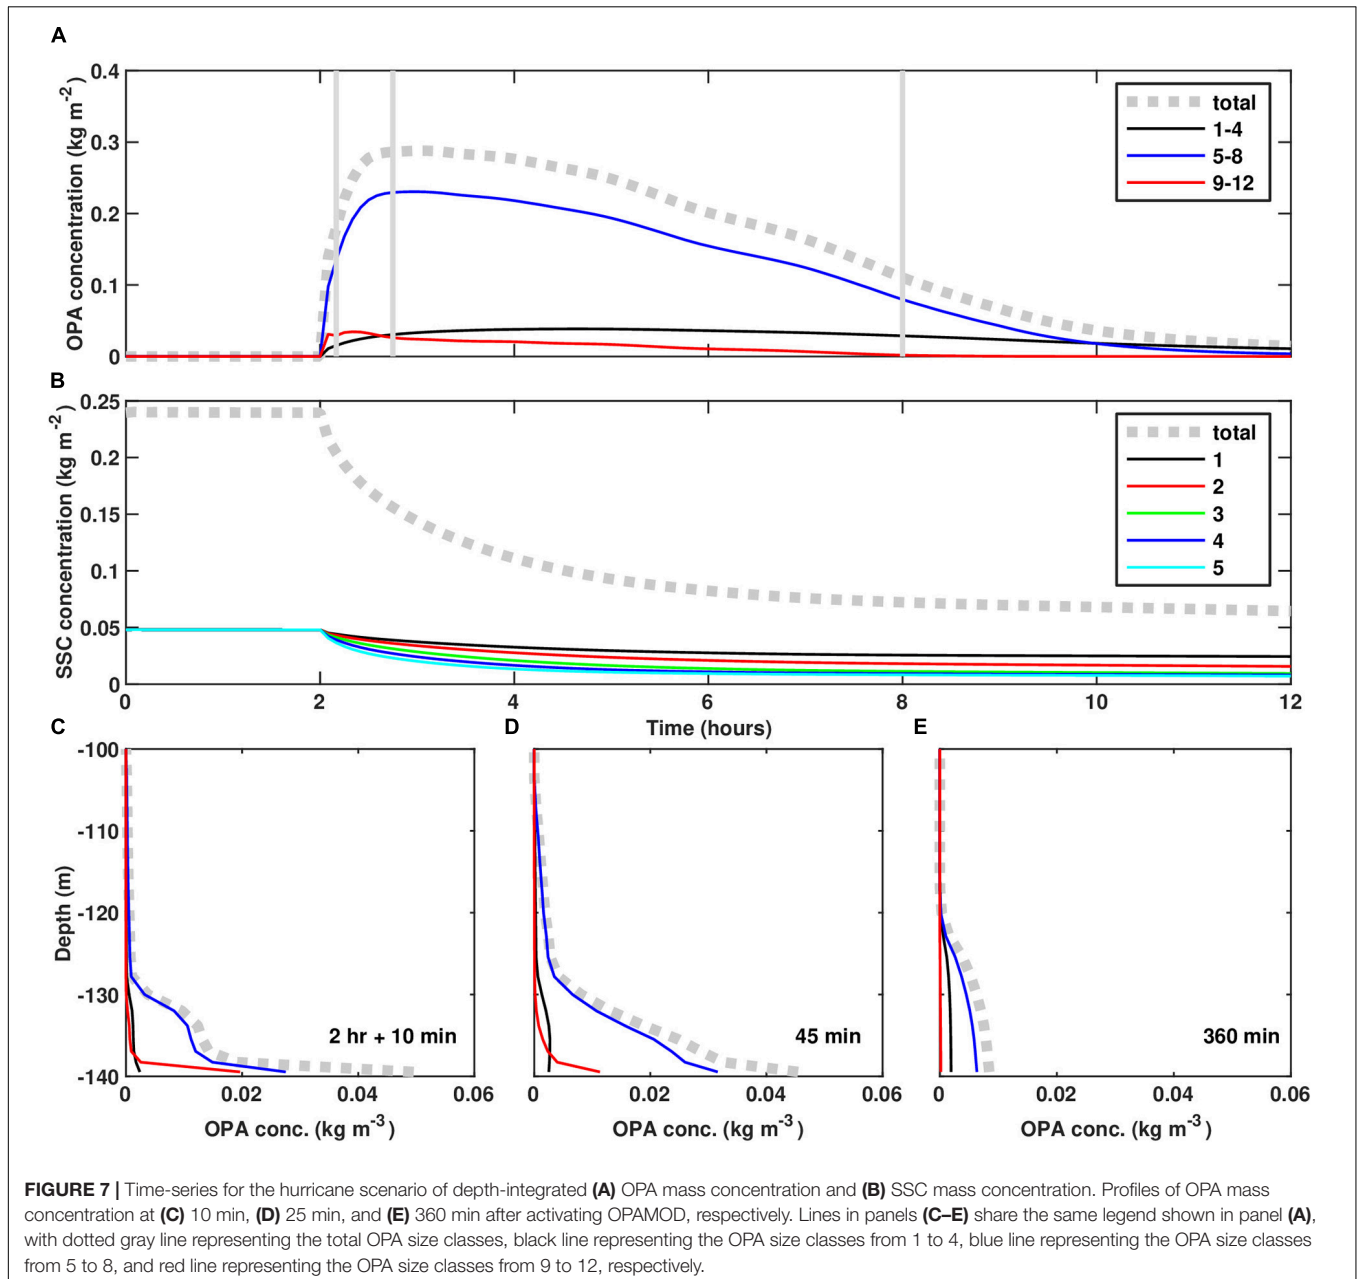 A
OPA concentration (kg m-2)
0.4
0.3
0.2
0.1
0
total
1-4
5-8
9-12
B
SSC concentration (kg m-2)
0.25
0.2
0.15
0.1
0.05
0
total
1
2
3
4
5
0 2 4 6 8 10 12
Time (hours)
C
Depth (m)
-100
-110
-120
-130
-140
2 hr + 10 min
0 0.02 0.04 0.06
OPA conc. (kg m-3)
D
45 min
0 0.02 0.04 0.06
OPA conc. (kg m-3)
E
360 min
0 0.02 0.04 0.06
OPA conc. (kg m-3)
FIGURE 7 | Time-series for the hurricane scenario of depth-integrated (A) OPA mass concentration and (B) SSC mass concentration. Profiles of OPA mass
concentration at (C) 10 min, (D) 25 min, and (E) 360 min after activating OPAMOD, respectively. Lines in panels (C–E) share the same legend shown in panel (A),
with dotted gray line representing the total OPA size classes, black line representing the OPA size classes from 1 to 4, blue line representing the OPA size classes
from 5 to 8, and red line representing the OPA size classes from 9 to 12, respectively.